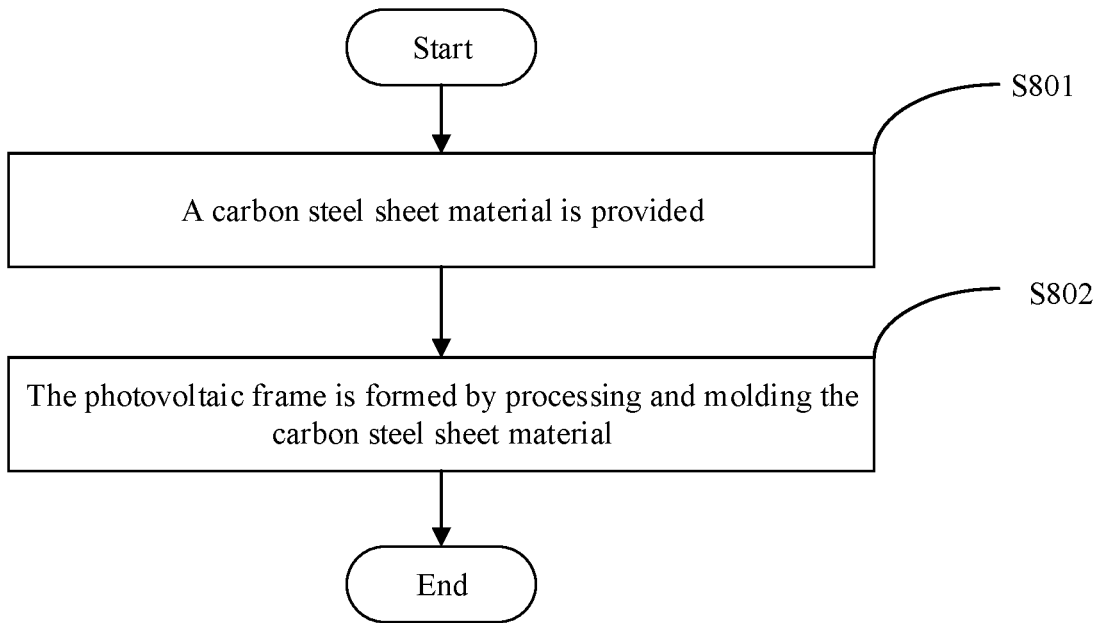 Start
S801
A carbon steel sheet material is provided
S802
The photovoltaic frame is formed by processing and molding the
carbon steel sheet material
End